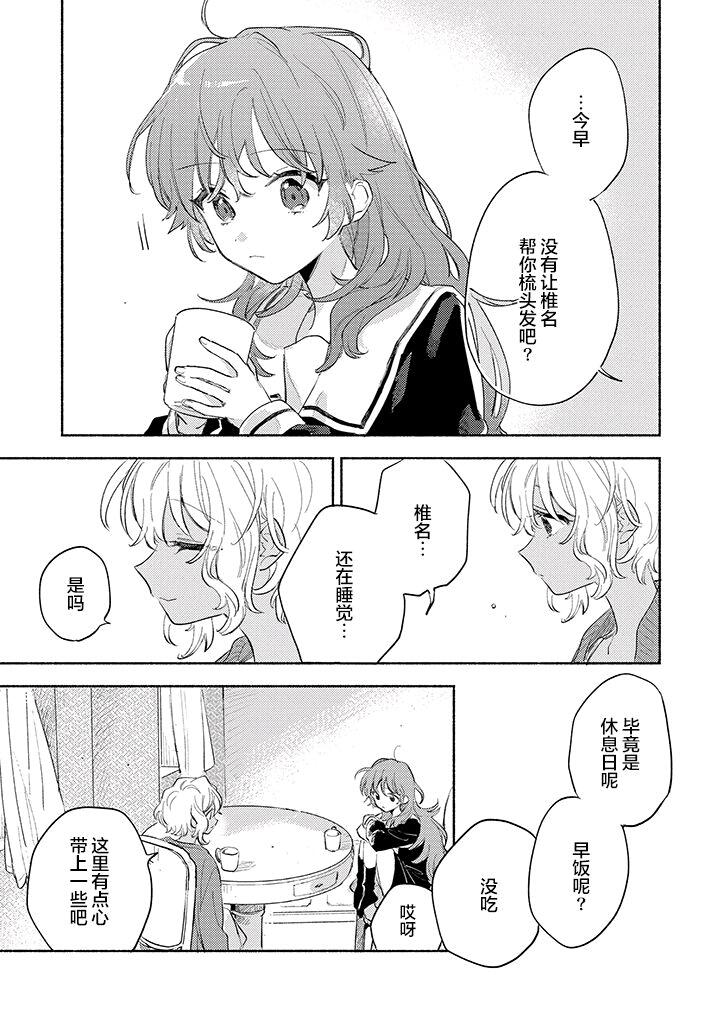 …今早
没有让椎名
帮你梳头发吧？
椎名…
还在睡觉…
是吗
毕竟是
休息日呢
早饭呢？
没吃
哎呀
这里有点心
带上一些吧